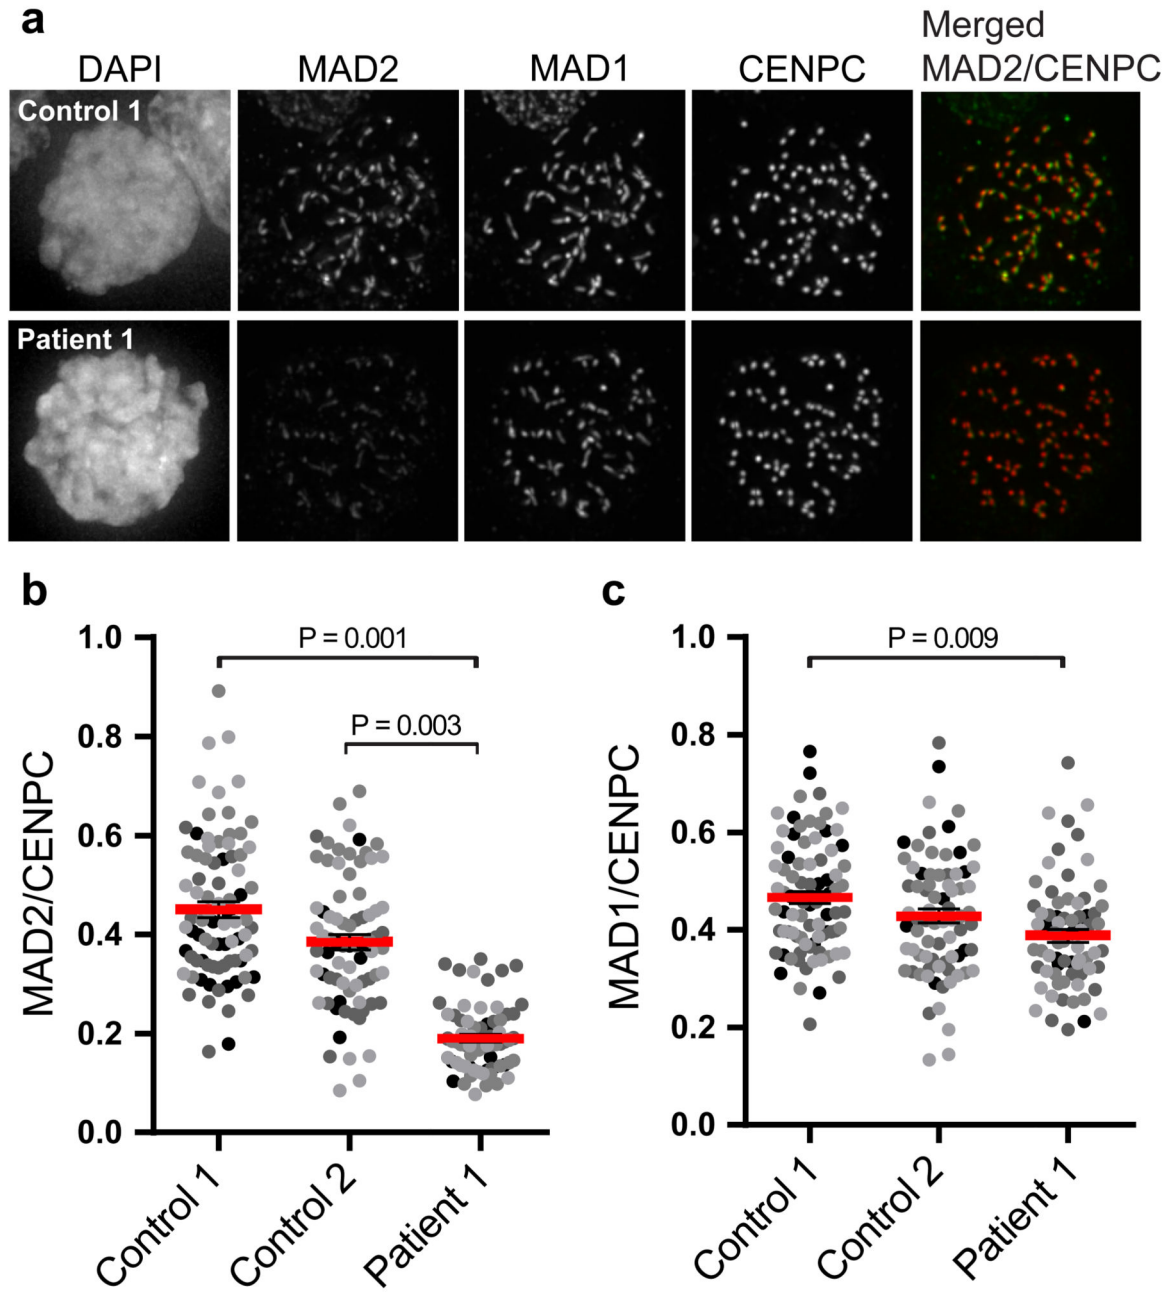 a
DAPI
MAD2
MAD1
CENPC
Merged
MAD2/CENPC
Control 1
Patient 1
b
1.0
0.8
0.6
0.4
0.2
0.0
MAD2/CENPC
P = 0.001
P = 0.003
Control 1
Control 2
Patient 1
c
1.0
0.8
0.6
0.4
0.2
0.0
MAD1/CENPC
P = 0.009
Control 1
Control 2
Patient 1